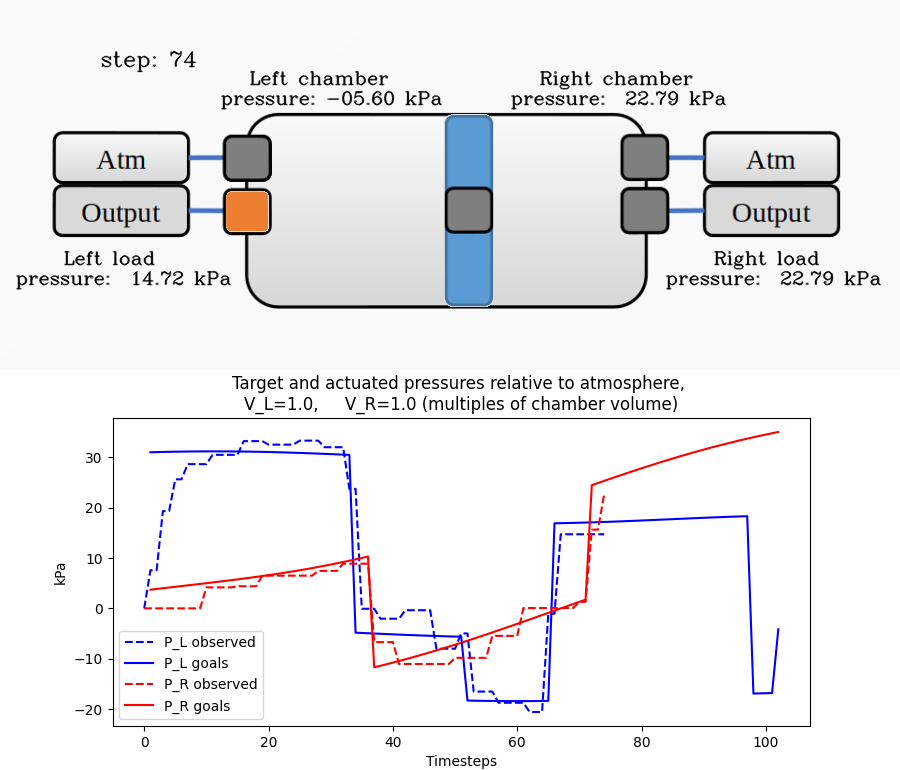 step: 74
Left chamber
pressure: −05.60 kPa
Right chamber
pressure: 22.79 kPa
Atm
Output
Atm
Output
Left load
pressure: 14.72 kPa
Right load
pressure: 22.79 kPa
Target and actuated pressures relative to atmosphere,
V_L=1.0, V_R=1.0 (multiples of chamber volume)
kPa
30
20
10
0
−10
−20
P_L observed
P_L goals
P_R observed
P_R goals
0 20 40 60 80 100
Timesteps